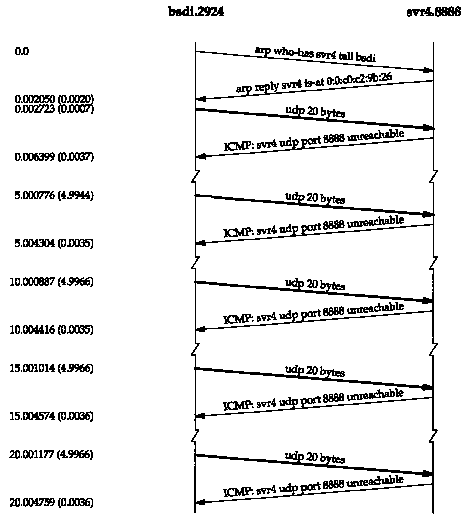 bsdi.2924 svr4.8888
0.0
arp who-has svr4 tell bsdi
arp reply svr4 is-at 0:0:c0:c2:9b:26
0.002050 (0.0020)
0.002723 (0.0007)
udp 20 bytes
ICMP: svr4 udp port 8888 unreachable
0.006399 (0.0037)
5.000776 (4.9944)
udp 20 bytes
ICMP: svr4 udp port 8888 unreachable
5.004304 (0.0035)
10.000887 (4.9966)
udp 20 bytes
ICMP: svr4 udp port 8888 unreachable
10.004416 (0.0035)
15.001014 (4.9966)
udp 20 bytes
ICMP: svr4 udp port 8888 unreachable
15.004574 (0.0036)
20.001177 (4.9966)
udp 20 bytes
ICMP: svr4 udp port 8888 unreachable
20.004759 (0.0036)